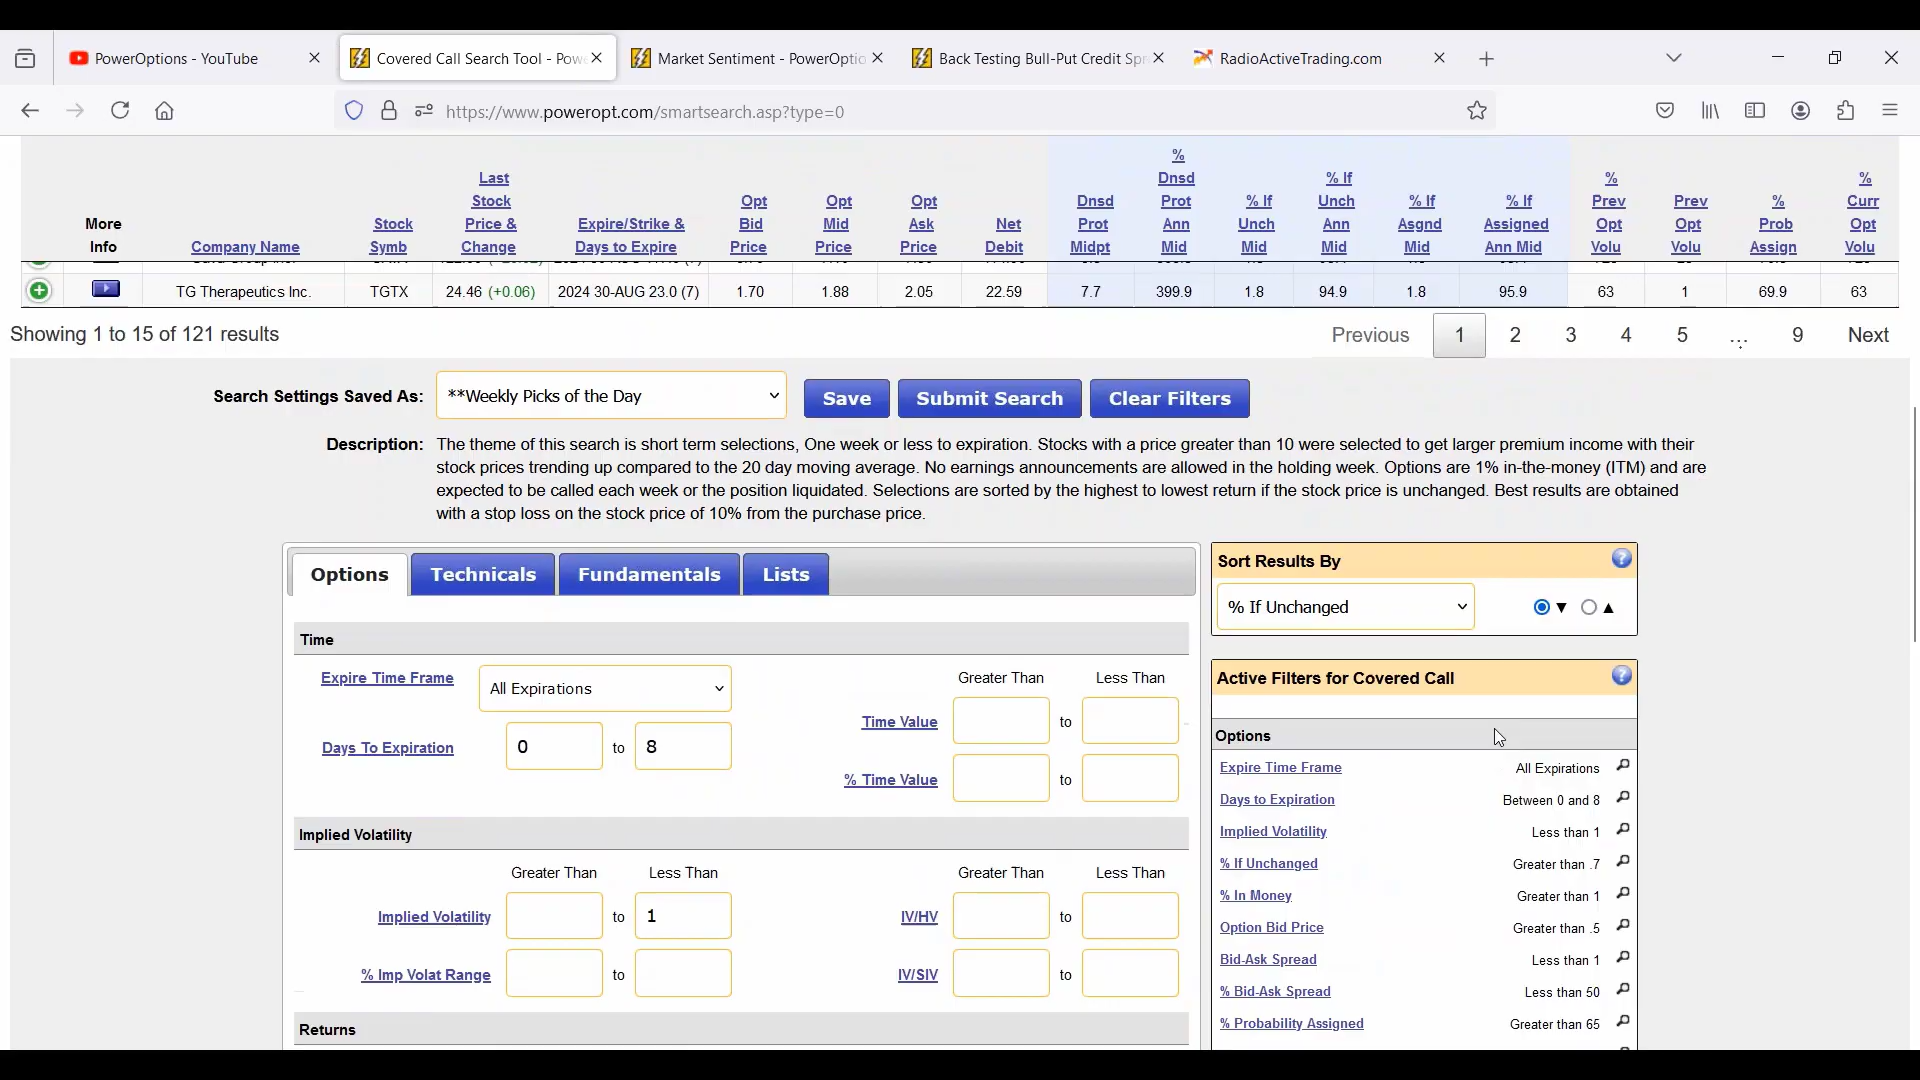 PowerOptions - YouTube
Covered Call Search Tool - Powe
Market Sentiment - PowerOptio
Back Testing Bull-Put Credit Spr
RadioActiveTrading.com
https://www.poweropt.com/smartsearch.asp?type=0
More Info
Company Name
Stock Symb
Last Stock Price & Change
Expire/Strike & Days to Expire
Opt Bid Price
Opt Mid Price
Opt Ask Price
Net Debit
Dnsd Prot Midpt
% Dnsd Prot Ann Mid
% If Unch Mid
% If Unch Ann Mid
% If Asgnd Mid
% If Assigned Ann Mid
% Prev Opt Volu
Prev Opt Volu
% Prob Assign
% Curr Opt Volu
TG Therapeutics Inc. TGTX 24.46 (+0.06) 2024 30-AUG 23.0 (7) 1.70 1.88 2.05 22.59 7.7 399.9 1.8 94.9 1.8 95.9 63 1 69.9 63
Showing 1 to 15 of 121 results
Previous 1 2 3 4 5 ... 9 Next
Search Settings Saved As: **Weekly Picks of the Day Save Submit Search Clear Filters
Description: The theme of this search is short term selections, One week or less to expiration. Stocks with a price greater than 10 were selected to get larger premium income with their
stock prices trending up compared to the 20 day moving average. No earnings announcements are allowed in the holding week. Options are 1% in-the-money (ITM) and are
expected to be called each week or the position liquidated. Selections are sorted by the highest to lowest return if the stock price is unchanged. Best results are obtained
with a stop loss on the stock price of 10% from the purchase price.
Options Technicals Fundamentals Lists
Time
Expire Time Frame All Expirations
Greater Than Less Than
Time Value to
Days To Expiration 0 to 8
% Time Value to
Implied Volatility
Greater Than Less Than Greater Than Less Than
Implied Volatility to 1 IV/HV to
% Imp Volat Range to IV/SIV to
Returns
Sort Results By
% If Unchanged ▼ ▲
Active Filters for Covered Call
Options
Expire Time Frame All Expirations
Days to Expiration Between 0 and 8
Implied Volatility Less than 1
% If Unchanged Greater than .7
% In Money Greater than 1
Option Bid Price Greater than .5
Bid-Ask Spread Less than 1
% Bid-Ask Spread Less than 50
% Probability Assigned Greater than 65